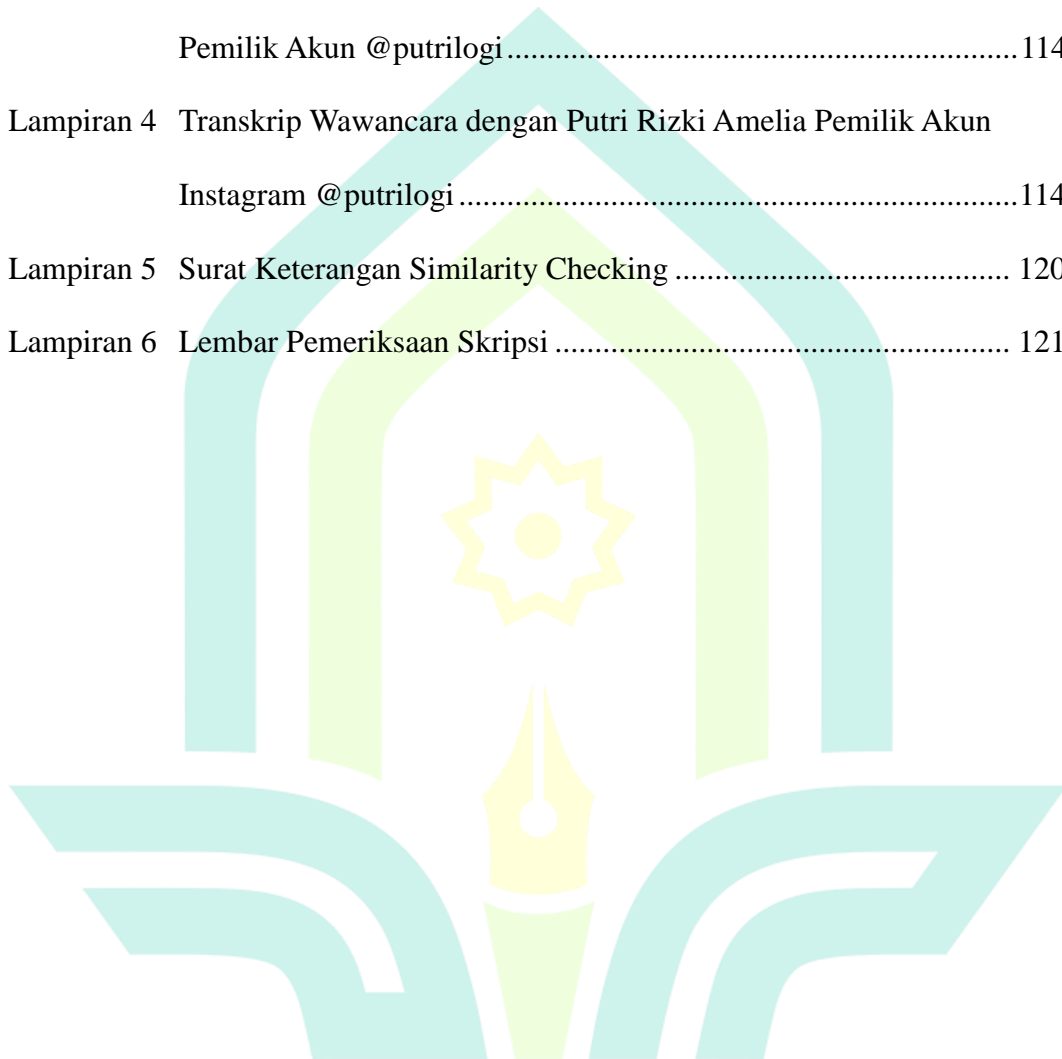 Pemilik Akun @putrilogi............................................................................114
Lampiran 4 Transkrip Wawancara dengan Putri Rizki Amelia Pemilik Akun
Instagram @putrilogi...................................................................................114
Lampiran 5 Surat Keterangan Similarity Checking .................................................. 120
Lampiran 6 Lembar Pemeriksaan Skripsi .................................................................... 121